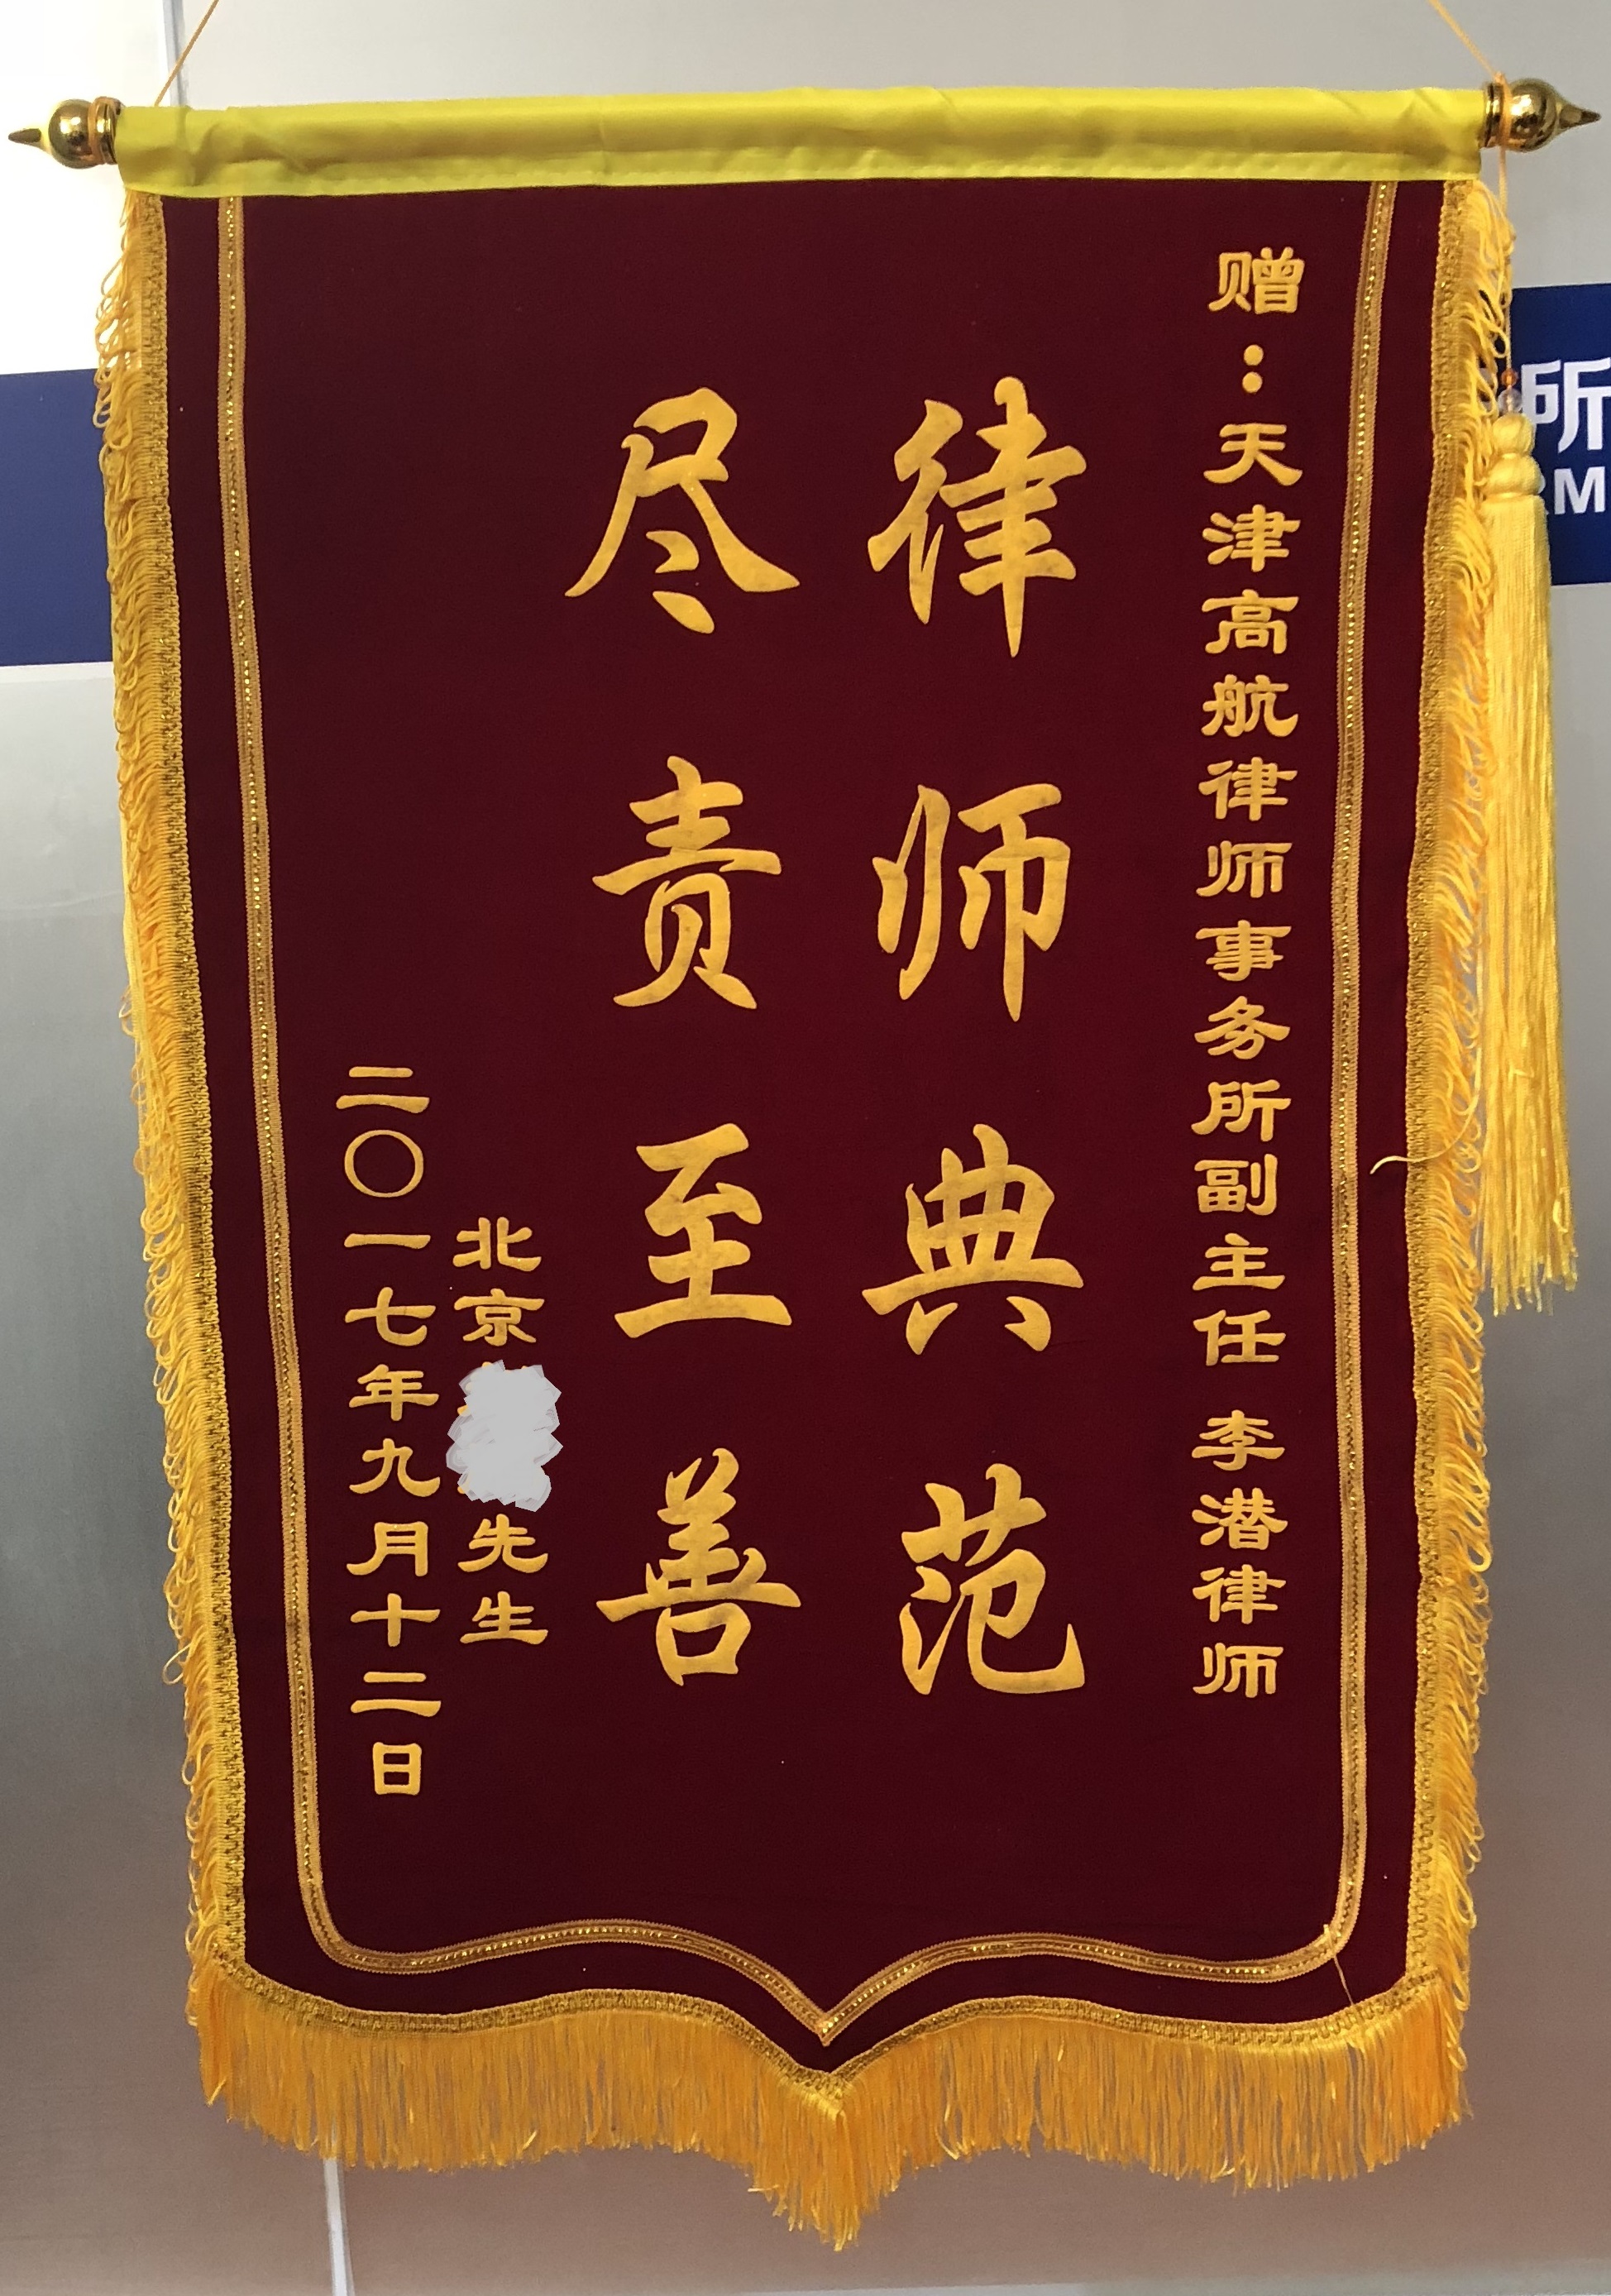 赠：天津高航律师事务所副主任 李潜律师
律师典范
尽责至善
北京 先生
二〇一七年九月十二日
所
RM